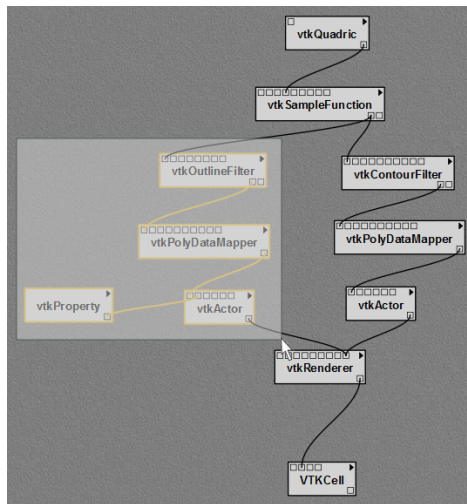 vtkQuadric
vtkSampleFunction
vtkOutlineFilter
vtkContourFilter
vtkPolyDataMapper
vtkPolyDataMapper
vtkProperty
vtkActor
vtkActor
vtkRenderer
VTKCell